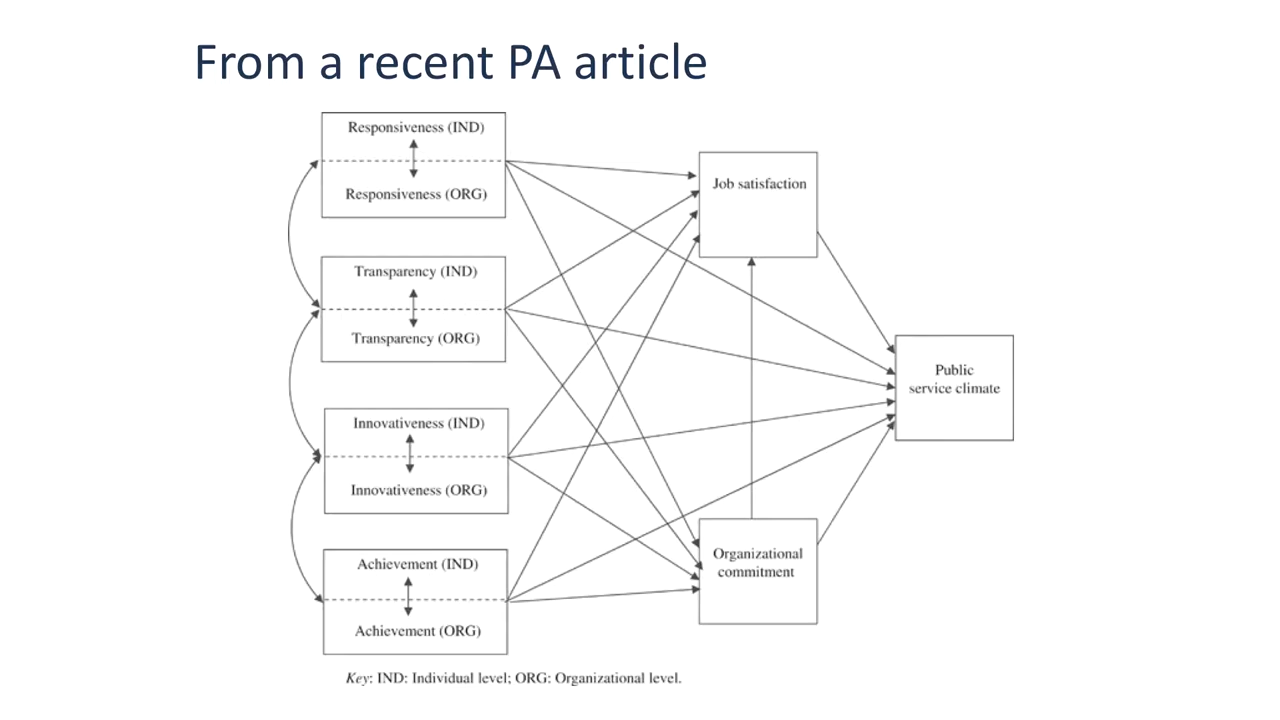 From a recent PA article
Responsiveness (IND)
Responsiveness (ORG)
Transparency (IND)
Transparency (ORG)
Innovativeness (IND)
Innovativeness (ORG)
Achievement (IND)
Achievement (ORG)
Job satisfaction
Organizational
commitment
Public
service climate
Key: IND: Individual level; ORG: Organizational level.